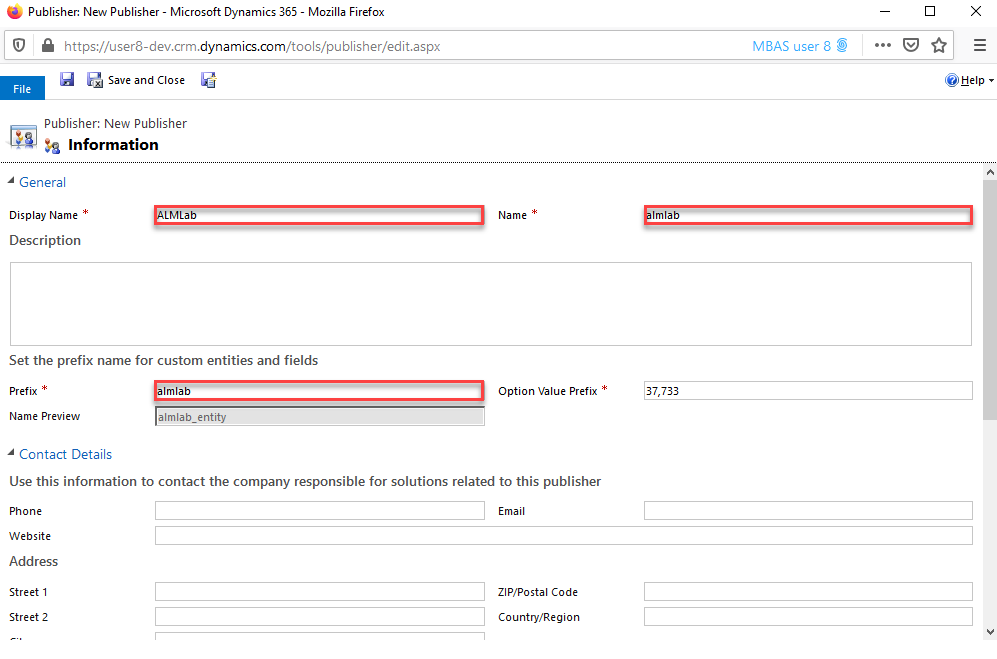 Publisher: New Publisher - Microsoft Dynamics 365 - Mozilla Firefox
https://user8-dev.crm.dynamics.com/tools/publisher/edit.aspx MBAS user 8
File Save and Close Help
Publisher: New Publisher
Information
General
Display Name * ALMLab Name * almlab
Description
Set the prefix name for custom entities and fields
Prefix * almlab Option Value Prefix * 37,733
Name Preview almlab_entity
Contact Details
Use this information to contact the company responsible for solutions related to this publisher
Phone Email
Website
Address
Street 1 ZIP/Postal Code
Street 2 Country/Region